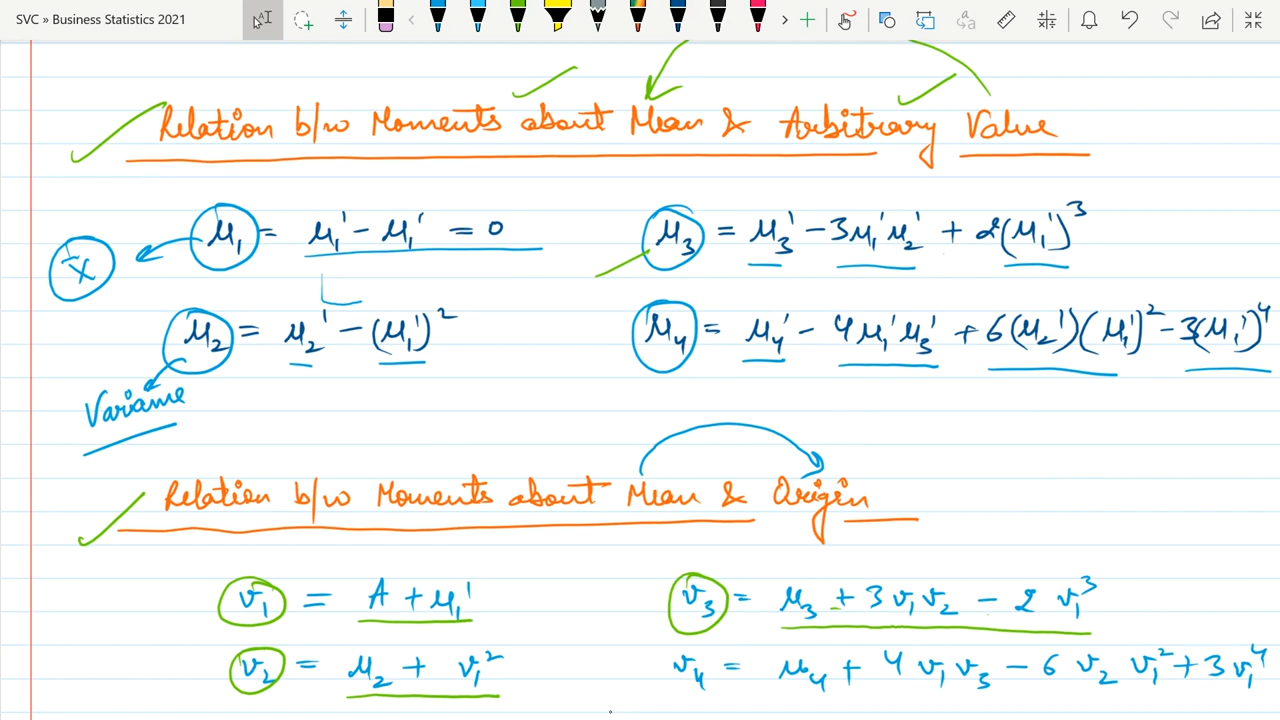 SVC » Business Statistics 2021
Relation b/w Moments about Mean & Arbitrary Value
μ₁ = μ₁' - μ₁' = 0
μ₃ = μ₃' - 3μ₁'μ₂' + 2(μ₁')³
X̄
μ₂ = μ₂' - (μ₁')²
μ₄ = μ₄' - 4μ₁'μ₃' + 6(μ₂')(μ₁')² - 3(μ₁')⁴
Variance
Relation b/w Moments about Mean & Origin
v₁ = A + μ₁'
v₃ = μ₃ + 3v₁v₂ - 2v₁³
v₂ = μ₂ + v₁²
v₄ = μ₄ + 4v₁v₃ - 6v₂v₁² + 3v₁⁴